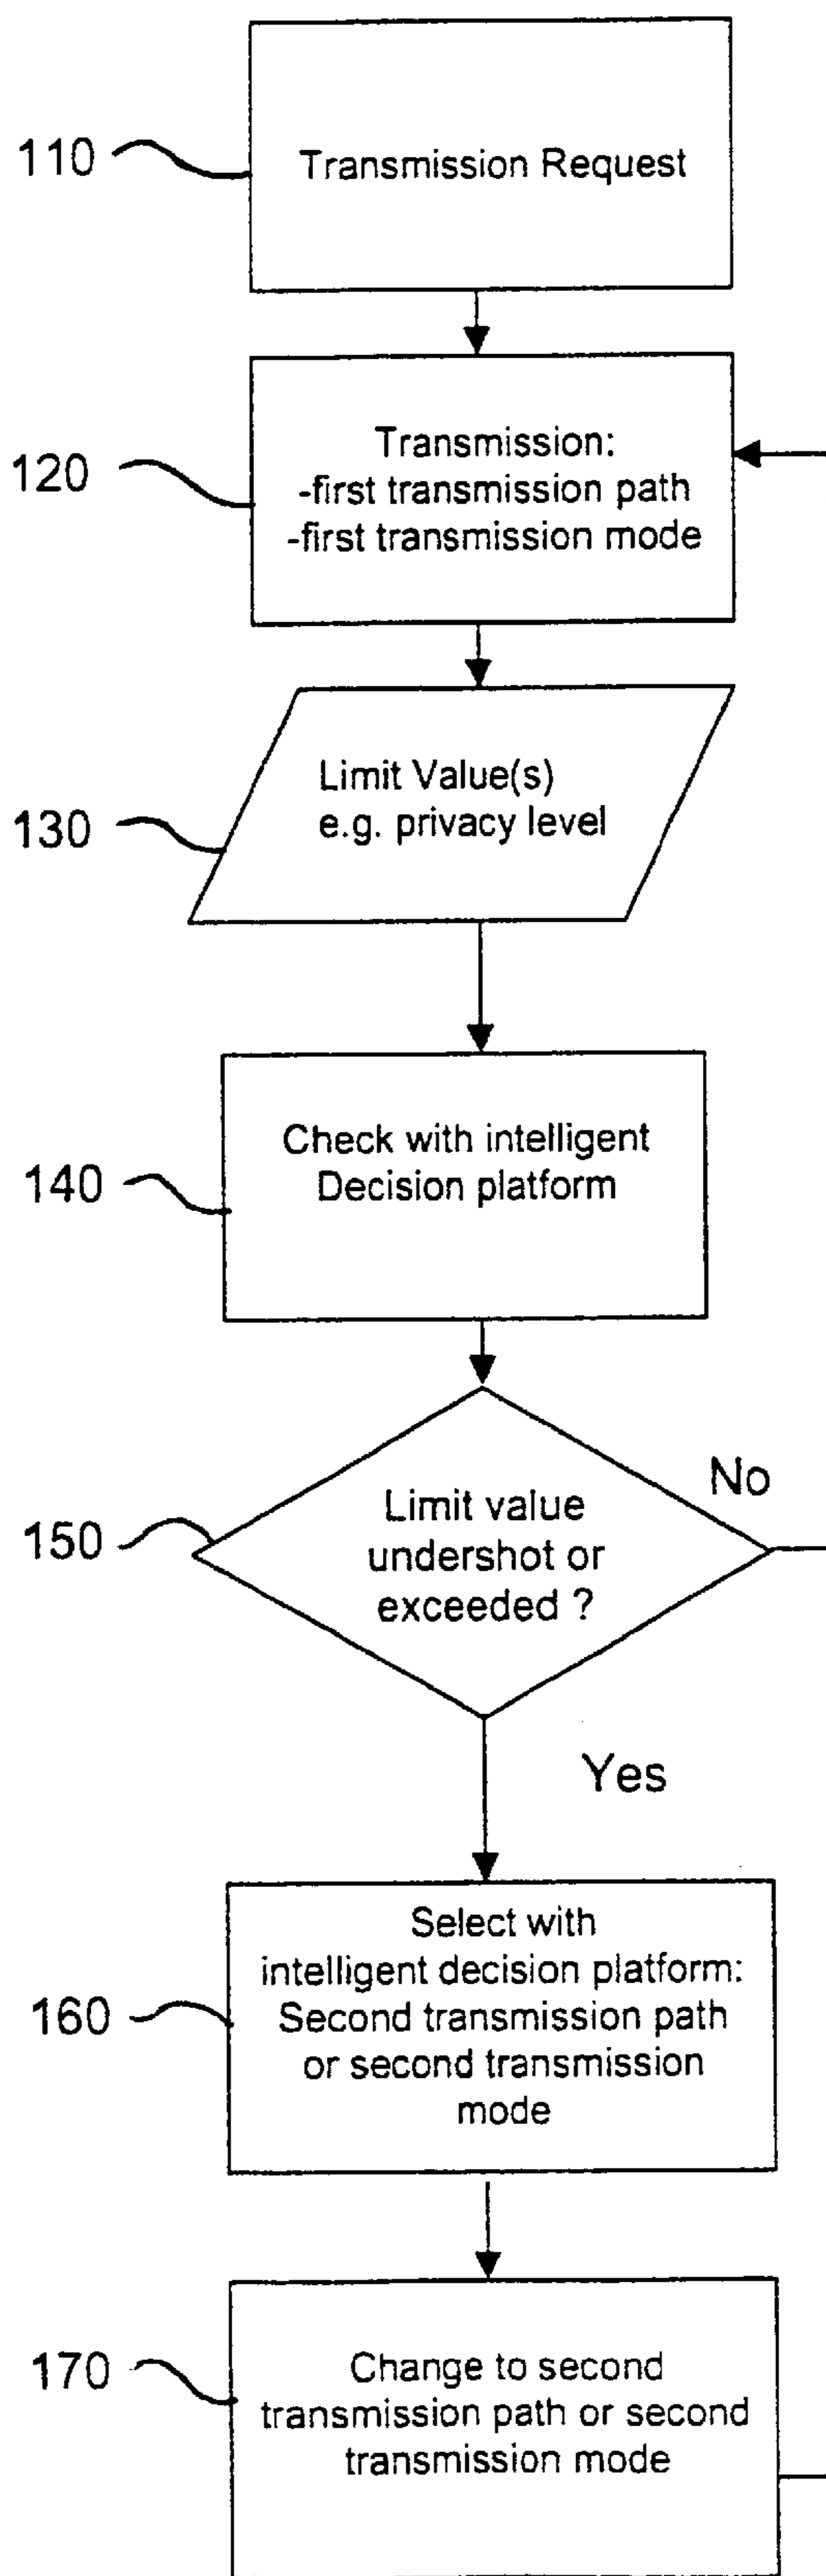 110
Transmission Request
120
Transmission:
-first transmission path
-first transmission mode
130
Limit Value(s)
e.g. privacy level
140
Check with intelligent
Decision platform
150
Limit value
undershot or
exceeded ?
No
Yes
160
Select with
intelligent decision platform:
Second transmission path
or second transmission
mode
170
Change to second
transmission path or second
transmission mode